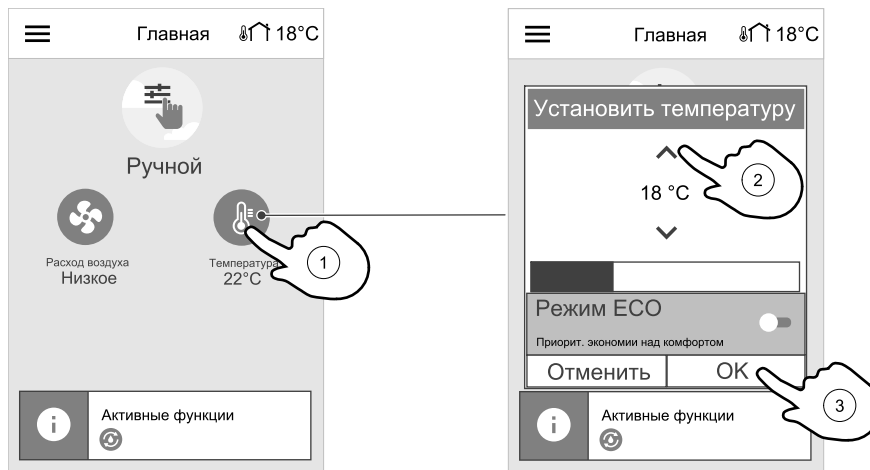 Главная 18°C
Ручной
Расход воздуха
Низкое
Температура
22°C
1
i
Активные функции
Главная 18°C
Установить температуру
18 °C
2
Режим ECO
Приорит. экономии над комфортом
Отменить OK
3
i
Активные функции